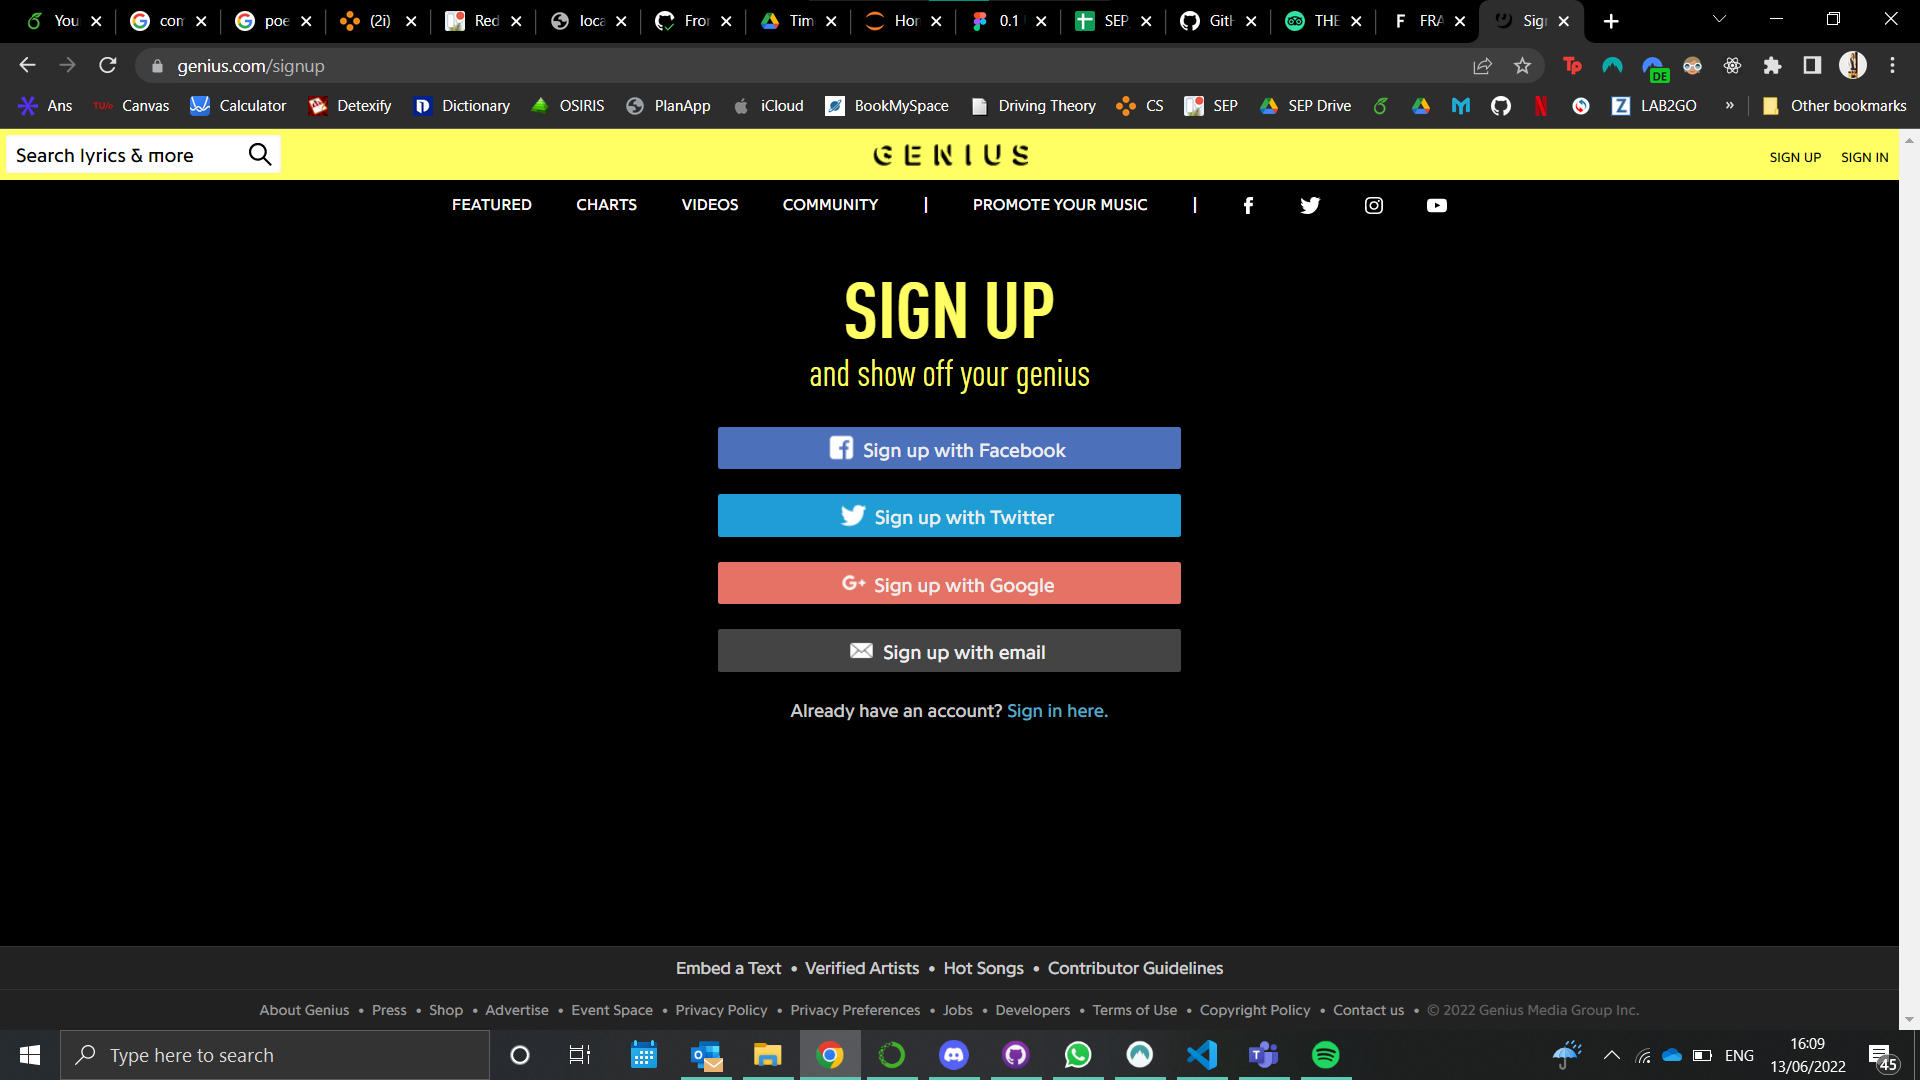 You
com
poe
(2i)
Red
loca
Fror
Tim
Hor
0.1
SEP
GitH
THE
FRA
Sign
genius.com/signup
DE
Ans
TU/e Canvas
Calculator
Detexify
Dictionary
OSIRIS
PlanApp
iCloud
BookMySpace
Driving Theory
CS
SEP
SEP Drive
LAB2GO
»
Other bookmarks
Search lyrics & more
GENIUS
SIGN UP
SIGN IN
FEATURED
CHARTS
VIDEOS
COMMUNITY
|
PROMOTE YOUR MUSIC
|
SIGN UP
and show off your genius
Sign up with Facebook
Sign up with Twitter
Sign up with Google
Sign up with email
Already have an account? Sign in here.
Embed a Text • Verified Artists • Hot Songs • Contributor Guidelines
About Genius • Press • Shop • Advertise • Event Space • Privacy Policy • Privacy Preferences • Jobs • Developers • Terms of Use • Copyright Policy • Contact us • © 2022 Genius Media Group Inc.
Type here to search
ENG
16:09
13/06/2022
45